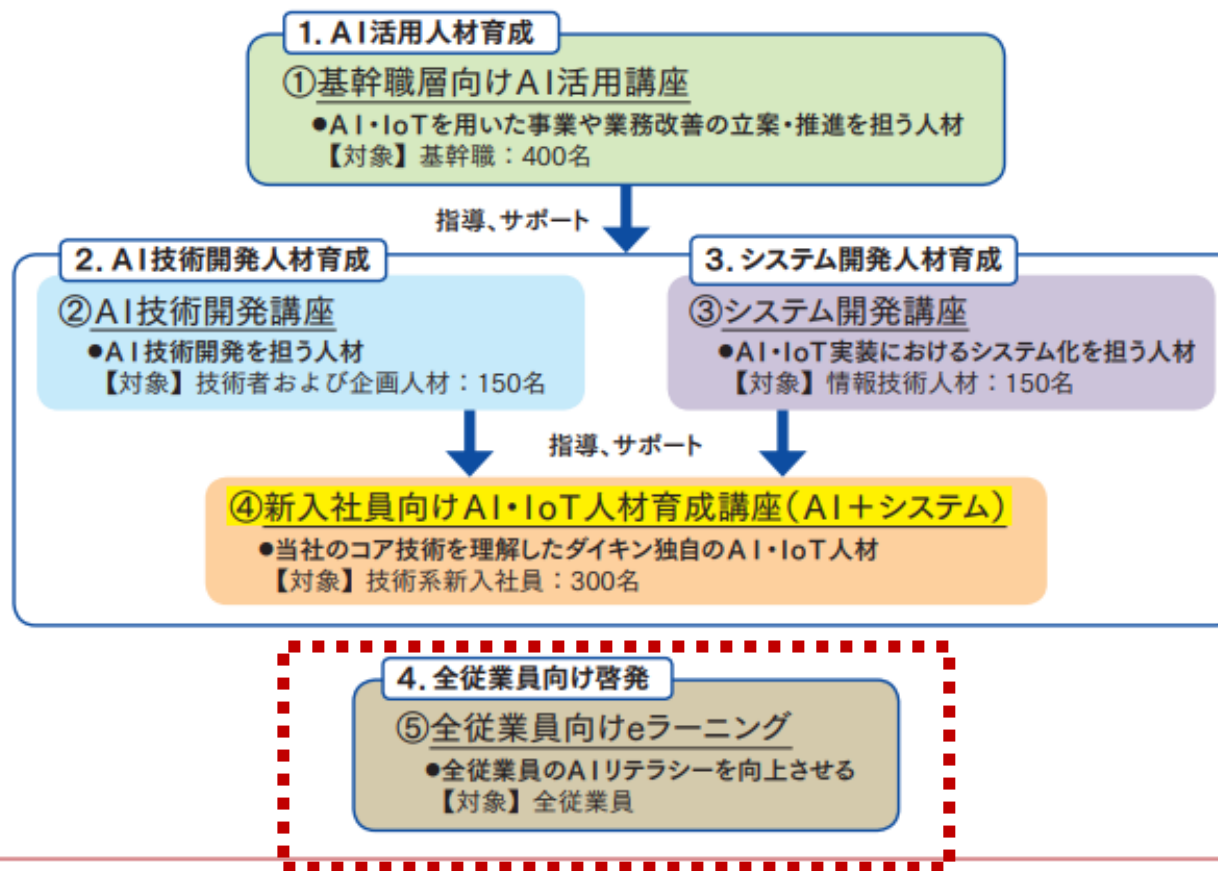 1. AI活用人材育成
①基幹職層向けAI活用講座
●AI・IoTを用いた事業や業務改善の立案・推進を担う人材
【対象】基幹職：400名
指導、サポート
2. AI技術開発人材育成
②AI技術開発講座
●AI技術開発を担う人材
【対象】技術者および企画人材：150名
3. システム開発人材育成
③システム開発講座
●AI・IoT実装におけるシステム化を担う人材
【対象】情報技術人材：150名
指導、サポート
④新入社員向けAI・IoT人材育成講座(AI＋システム)
●当社のコア技術を理解したダイキン独自のAI・IoT人材
【対象】技術系新入社員：300名
4. 全従業員向け啓発
⑤全従業員向けeラーニング
●全従業員のAIリテラシーを向上させる
【対象】全従業員